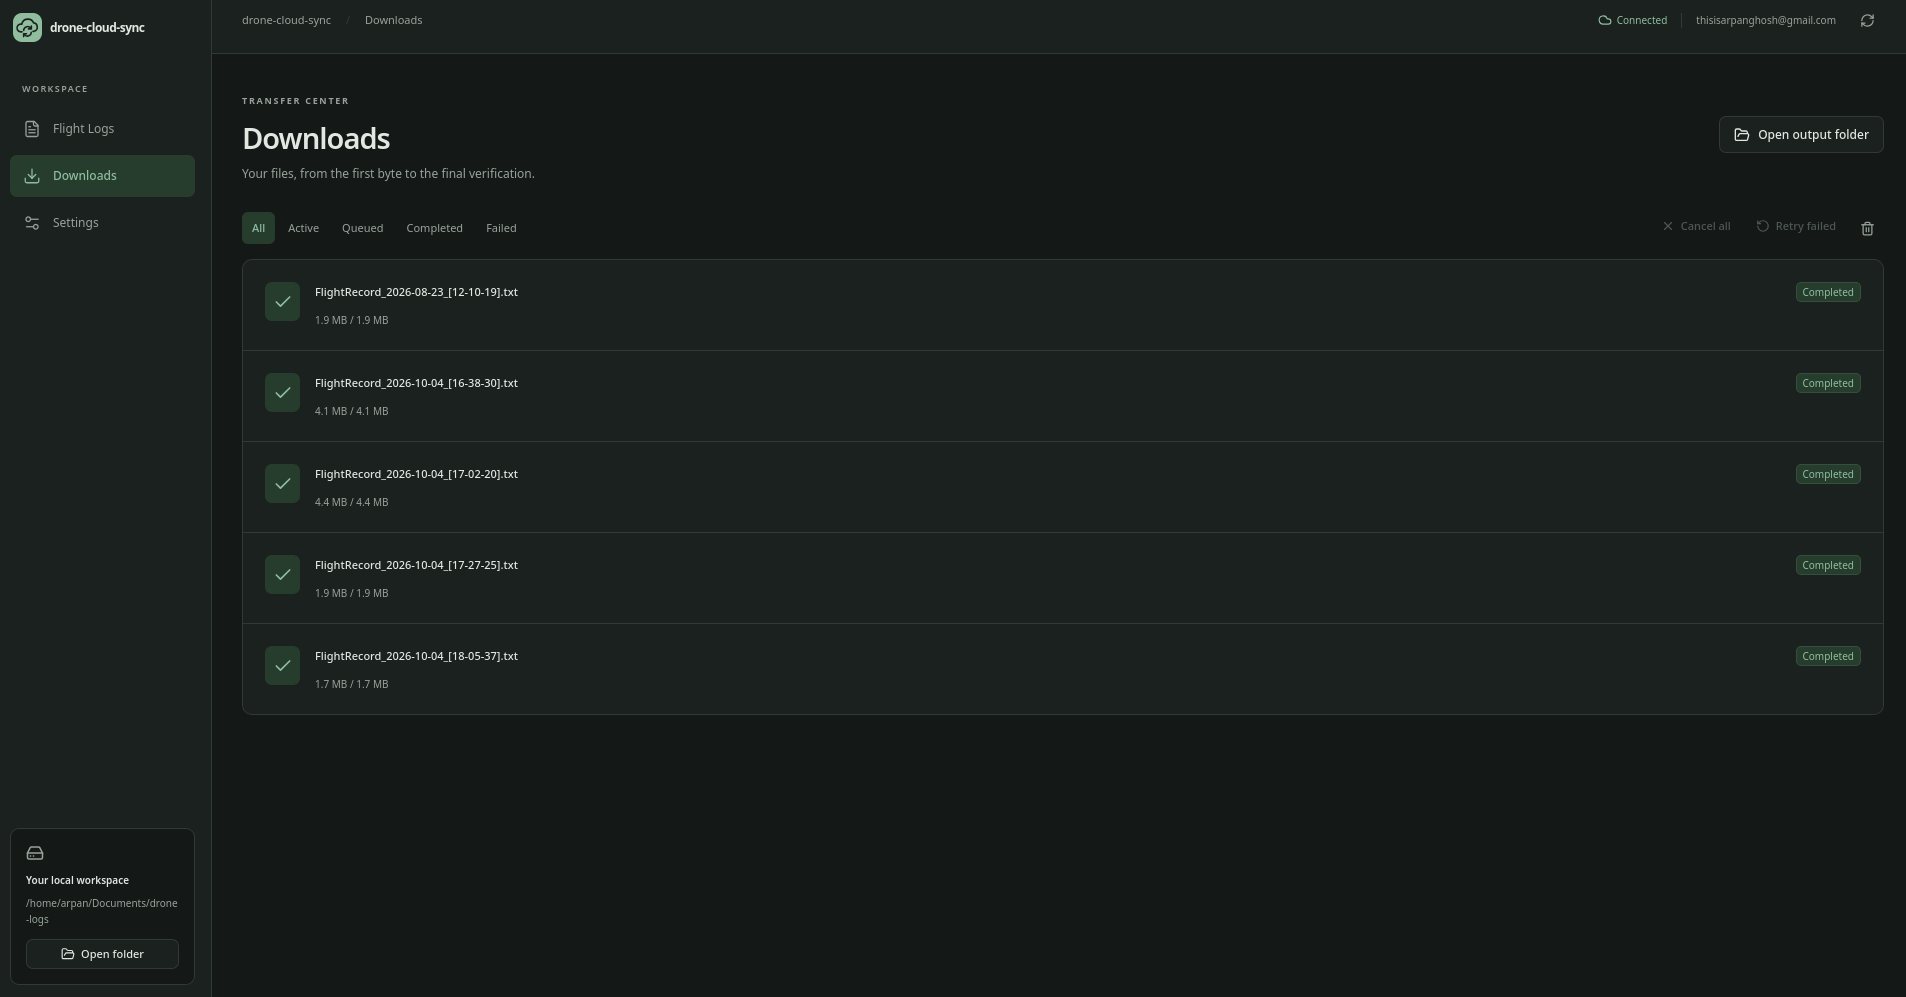 drone-cloud-sync
drone-cloud-sync / Downloads
Connected
thisisarpanghosh@gmail.com
WORKSPACE
Flight Logs
Downloads
Settings
TRANSFER CENTER
Downloads
Your files, from the first byte to the final verification.
Open output folder
All Active Queued Completed Failed
Cancel all Retry failed
FlightRecord_2026-08-23_[12-10-19].txt
Completed
1.9 MB / 1.9 MB
FlightRecord_2026-10-04_[16-38-30].txt
Completed
4.1 MB / 4.1 MB
FlightRecord_2026-10-04_[17-02-20].txt
Completed
4.4 MB / 4.4 MB
FlightRecord_2026-10-04_[17-27-25].txt
Completed
1.9 MB / 1.9 MB
FlightRecord_2026-10-04_[18-05-37].txt
Completed
1.7 MB / 1.7 MB
Your local workspace
/home/arpan/Documents/drone
-logs
Open folder